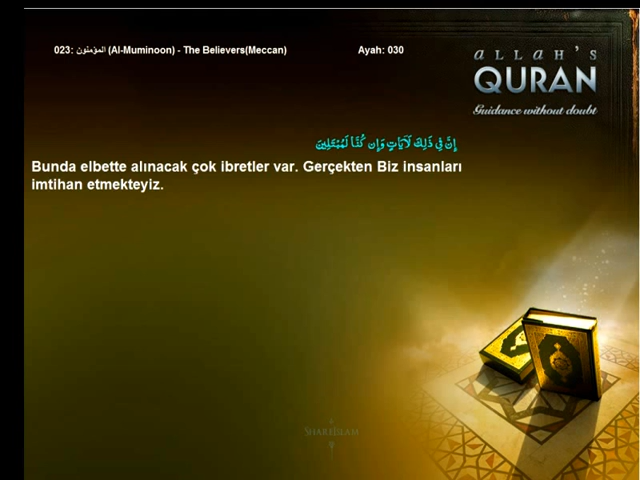 023: المؤمنون (Al-Muminoon) - The Believers(Meccan) Ayah: 030
ALLAH'S
QURAN
Guidance without doubt
إِنَّ فِي ذَلِكَ لَآيَاتٍ وَإِن كُنَّا لَمُبْتَلِينَ
Bunda elbette alınacak çok ibretler var. Gerçekten Biz insanları
imtihan etmekteyiz.
SHAREISLAM